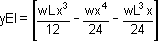 yEI = [wLx³/12 − wx⁴/24 − wL³x/24]